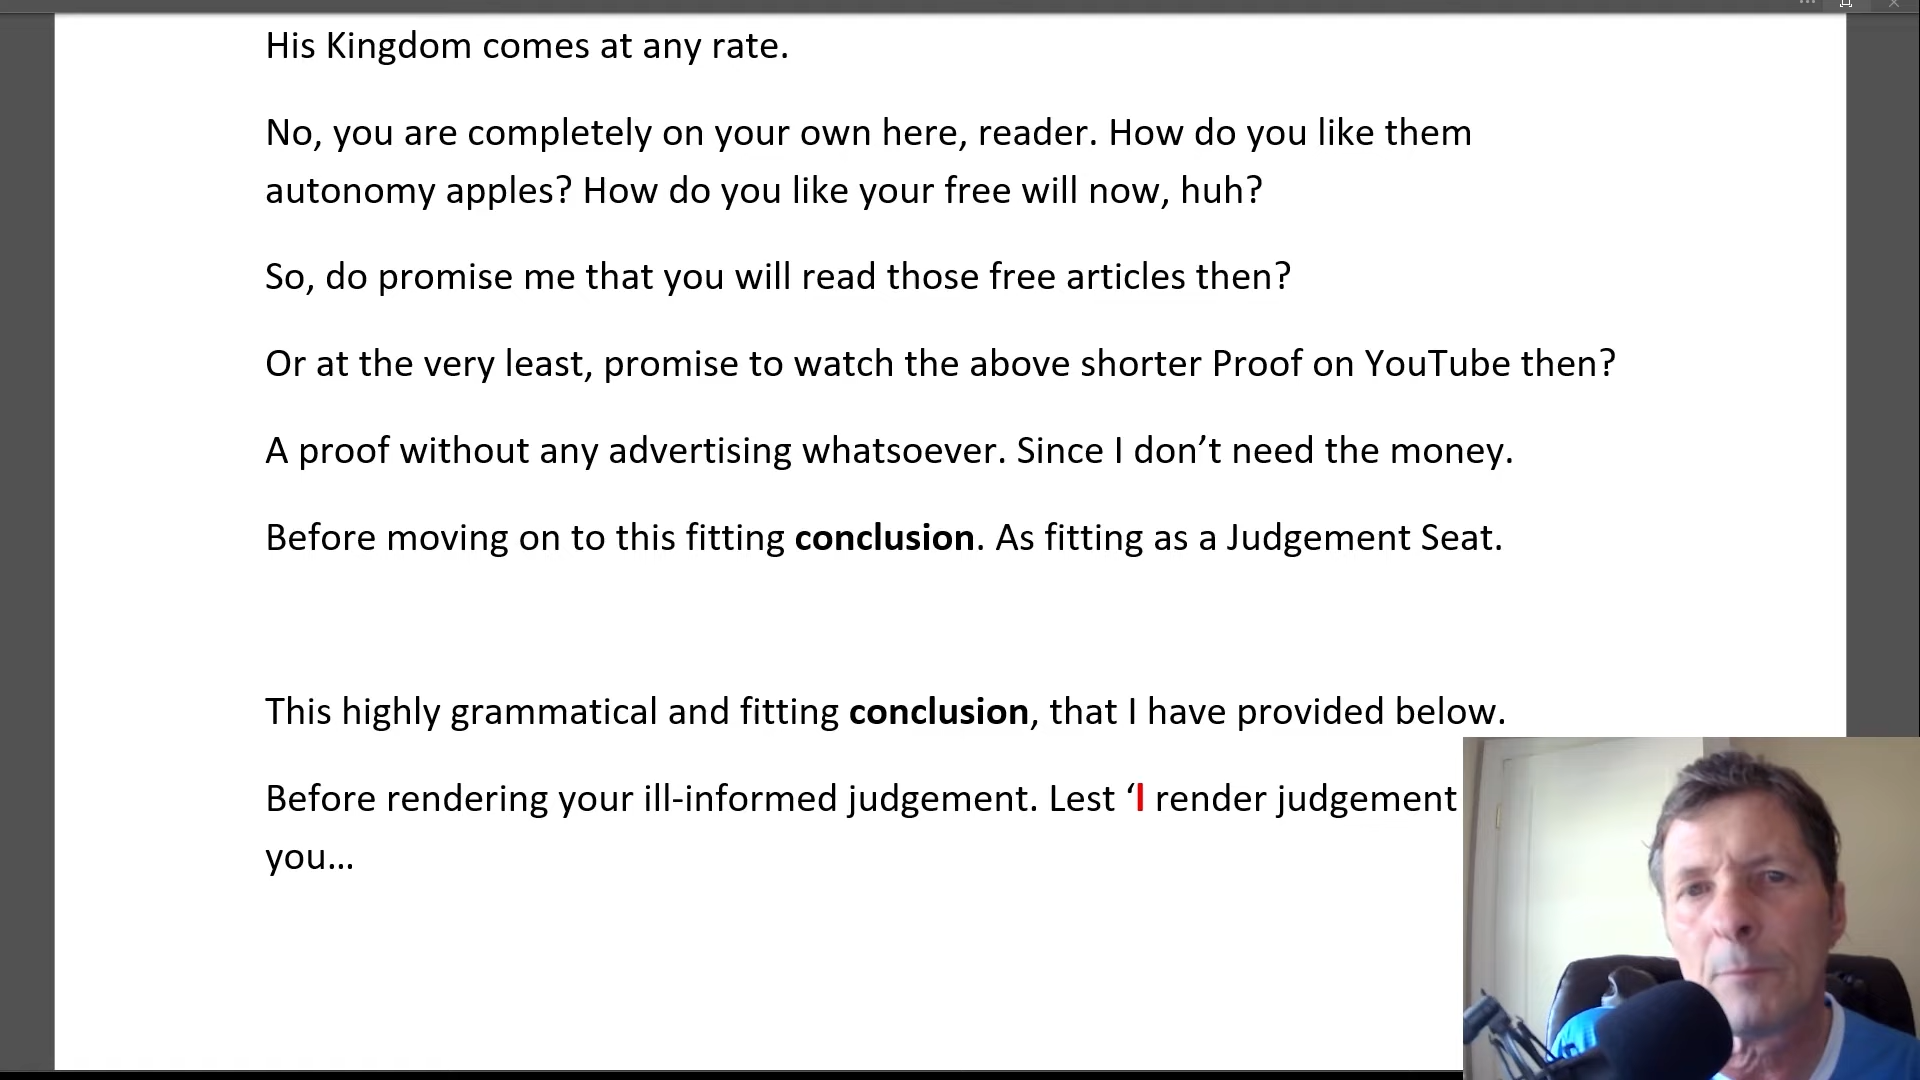 His Kingdom comes at any rate.
No, you are completely on your own here, reader. How do you like them
autonomy apples? How do you like your free will now, huh?
So, do promise me that you will read those free articles then?
Or at the very least, promise to watch the above shorter Proof on YouTube then?
A proof without any advertising whatsoever. Since I don’t need the money.
Before moving on to this fitting conclusion. As fitting as a Judgement Seat.
This highly grammatical and fitting conclusion, that I have provided below.
Before rendering your ill-informed judgement. Lest ‘I render judgement
you…